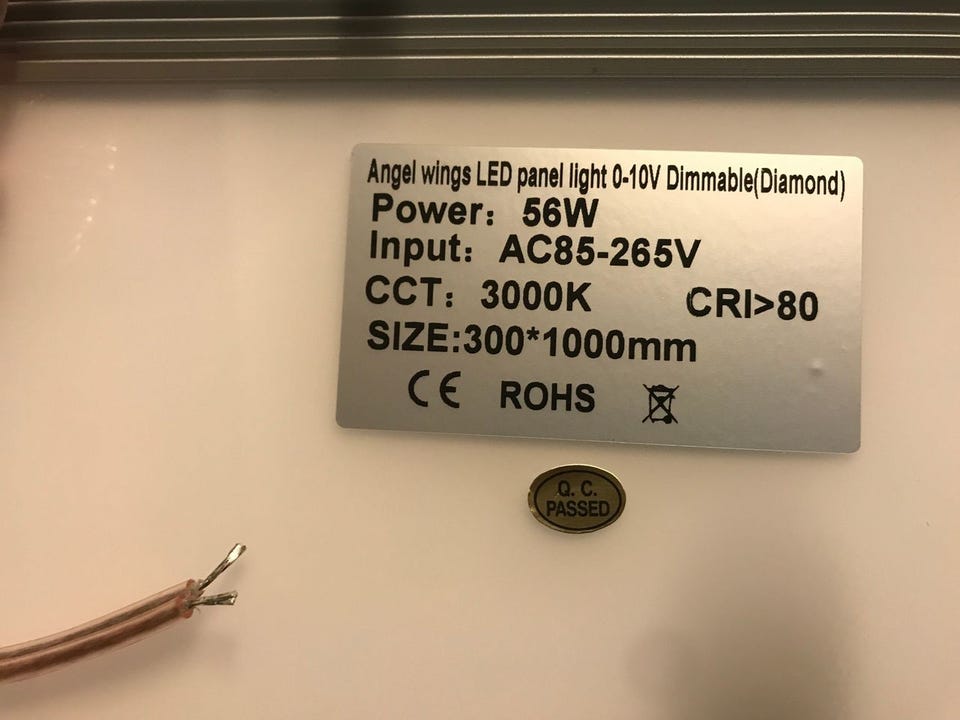 Angel wings LED panel light 0-10V Dimmable(Diamond)
Power: 56W
Input: AC85-265V
CCT: 3000K CRI>80
SIZE:300*1000mm
CE ROHS
Q. C.
PASSED